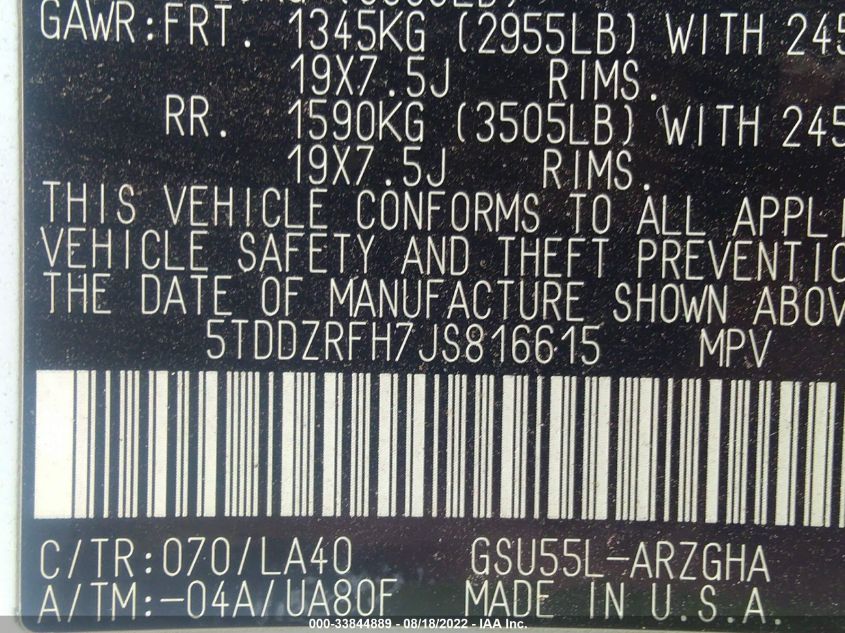 GAWR:FRT. 1345KG (2955LB) WITH 245
19X7.5J RIMS.
RR. 1590KG (3505LB) WITH 245
19X7.5J RIMS.
THIS VEHICLE CONFORMS TO ALL APPLI
VEHICLE SAFETY AND THEFT PREVENTIO
THE DATE OF MANUFACTURE SHOWN ABOV
5TDDZRFH7JS816615 MPV
C/TR:070/LA40 GSU55L-ARZGHA
A/TM:-04A/UA80F MADE IN U.S.A.
000-33844889 - 08/18/2022 - IAA Inc.